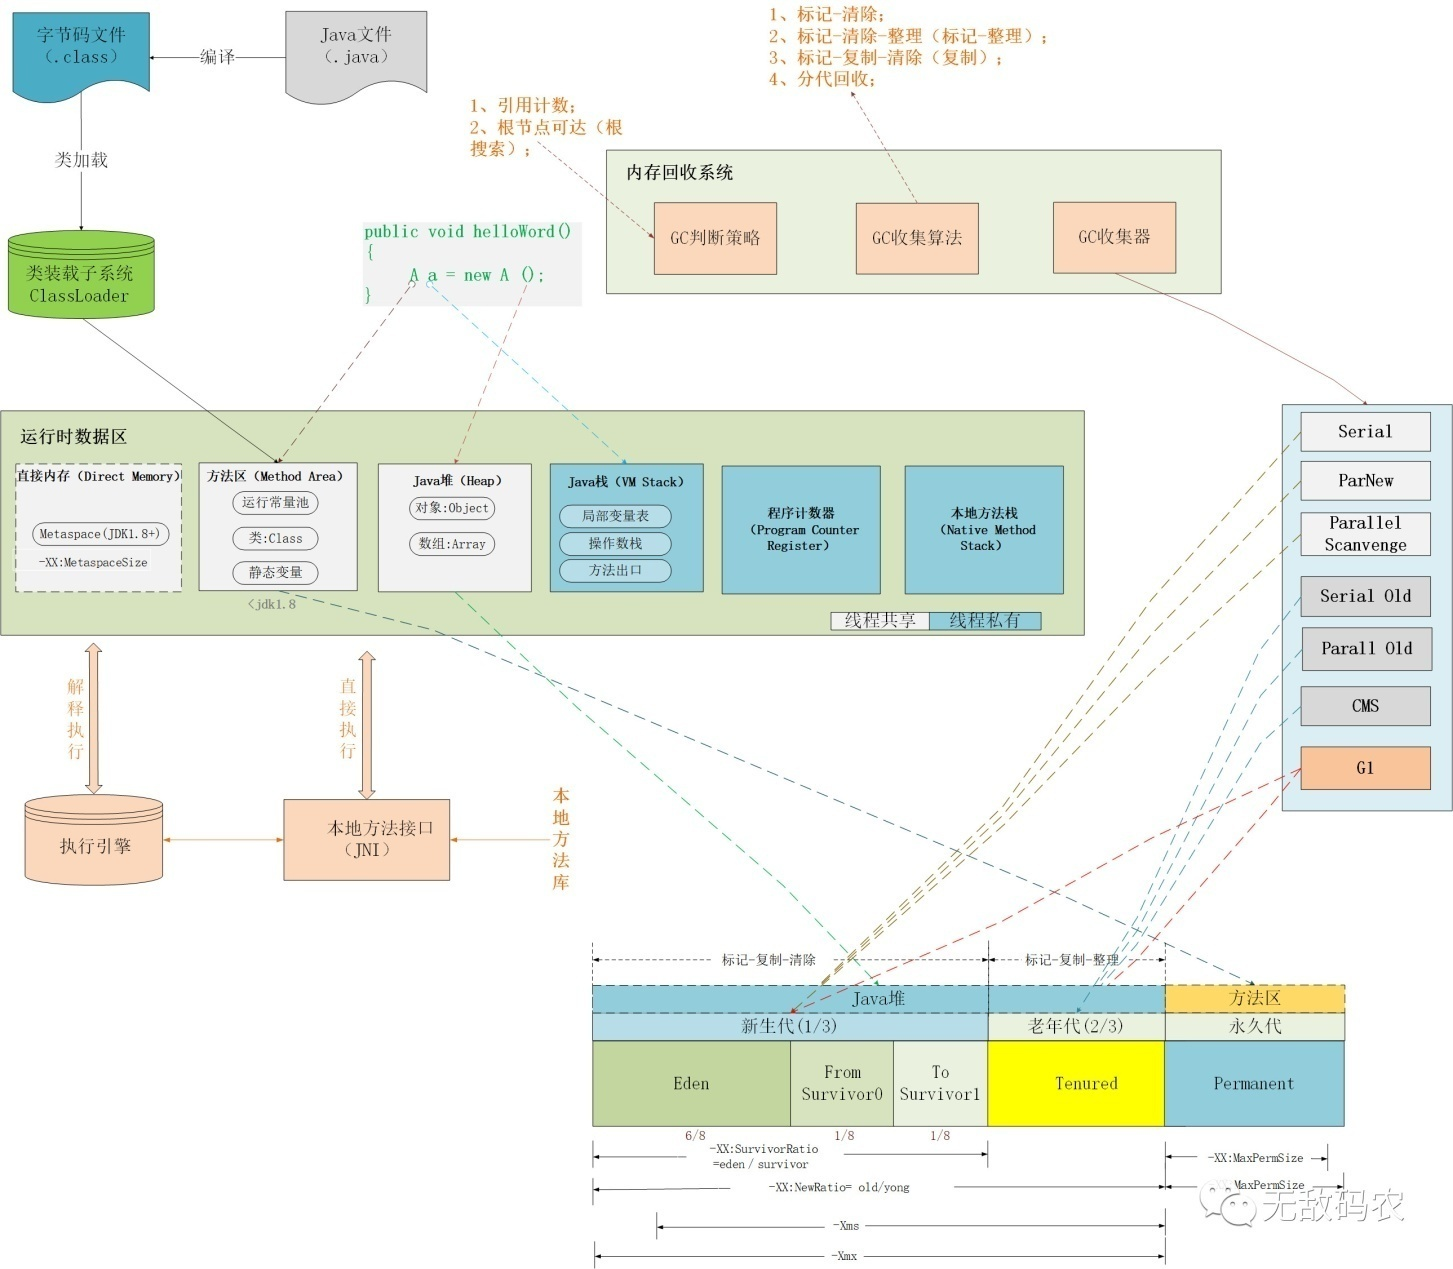 字节码文件
（.class）
编译
Java文件
（.java）
类加载
类装载子系统
ClassLoader
1、标记-清除；
2、标记-清除-整理（标记-整理）；
3、标记-复制-清除（复制）；
4、分代回收；
1、引用计数；
2、根节点可达（根
搜索）；
内存回收系统
GC判断策略
GC收集算法
GC收集器
public void helloWord()
{
A a = new A ();
}
运行时数据区
直接内存（Direct Memory）
Metaspace(JDK1.8+)
-XX:MetaspaceSize
方法区（Method Area）
运行常量池
类:Class
静态变量
<jdk1.8
Java堆（Heap）
对象:Object
数组:Array
Java栈（VM Stack）
局部变量表
操作数栈
方法出口
程序计数器
（Program Counter
Register）
本地方法栈
（Native Method
Stack）
线程共享
线程私有
Serial
ParNew
Parallel
Scanvenge
Serial Old
Parall Old
CMS
G1
解释执行
直接执行
执行引擎
本地方法接口
（JNI）
本地方法库
标记-复制-清除
标记-复制-整理
Java堆
方法区
新生代(1/3)
老年代(2/3)
永久代
Eden
From
Survivor0
To
Survivor1
Tenured
Permanent
6/8
1/8
1/8
-XX:SurvivorRatio
=eden/survivor
-XX:MaxPermSize
-XX:NewRatio= old/yong
MaxPermSize
-Xms
-Xmx
无敌码农